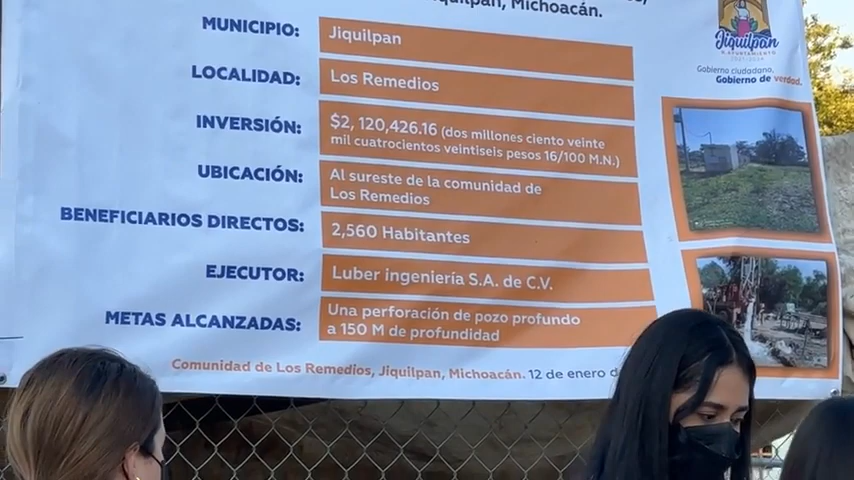 Jiquilpan, Michoacán.
MUNICIPIO: Jiquilpan
LOCALIDAD: Los Remedios
INVERSIÓN: $2, 120,426.16 (dos millones ciento veinte
mil cuatrocientos veintiseis pesos 16/100 M.N.)
UBICACIÓN: Al sureste de la comunidad de
Los Remedios
BENEFICIARIOS DIRECTOS: 2,560 Habitantes
EJECUTOR: Luber ingeniería S.A. de C.V.
METAS ALCANZADAS: Una perforación de pozo profundo
a 150 M de profundidad
Comunidad de Los Remedios, Jiquilpan, Michoacán. 12 de enero
Jiquilpan
H. AYUNTAMIENTO
2021-2024
Gobierno ciudadano,
Gobierno de verdad.